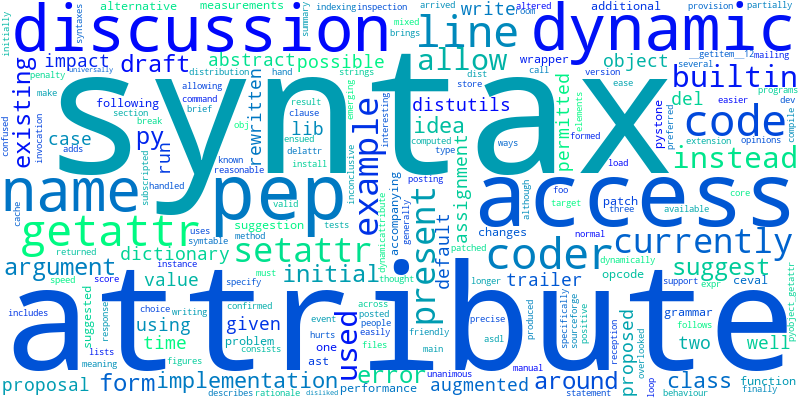 discussion
dynamic
syntax
attribute
access
pep
name
code
coder
getattr
setattr
currently
line
builtin
instead
allow
object
draft
abstract
possible
existing
impact
example
present
used
initial
idea
write
distutils
error
around
class
augmented
implementation
form
proposal
proposed
using
given
value
time
dictionary
argument
suggest
trailer
well
two
default
assignment
permitted
rewritten
del
py
run
lib
case
alternative
measurements
indexing
inspection
arrived
altered
room
additional
provision
partially
initially
syntaxes
summary
mixed
brings
wrapper
__getitem__
12
mailing
several
penalty
universally
distribution
hand
strings
dist
call
version
ease
programs
make
following
allowing
command
result
emerging
store
easier
dev
compile
confused
invocation
section
break
brief
clause
interesting
elements
pystone
preferred
extension
opinions
adds
obj
ensued
delattr
computed
ways
formed
load
known
reasonable
install
type
inconclusive
handled
subscripted
posting
foo
patch
core
valid
although
target
three
available
cache
uses
symtable
suggestion
method
tests
dynamicattribute
accompanying
generally
patched
changes
normal
dynamically
returned
instance
must
thought
longer
opcode
ceval
support
expr
pyobject_getattr
speed
score
specify
across
includes
suggested
response
choice
writing
confirmed
event
posted
people
easily
friendly
precise
produced
specifically
sourceforge
positive
grammar
follows
lists
meaning
figures
problem
consists
hurts
one
ast
files
main
asdl
unanimous
manual
overlooked
reception
loop
behaviour
function
finally
describes
rationale
disliked
performance
statement